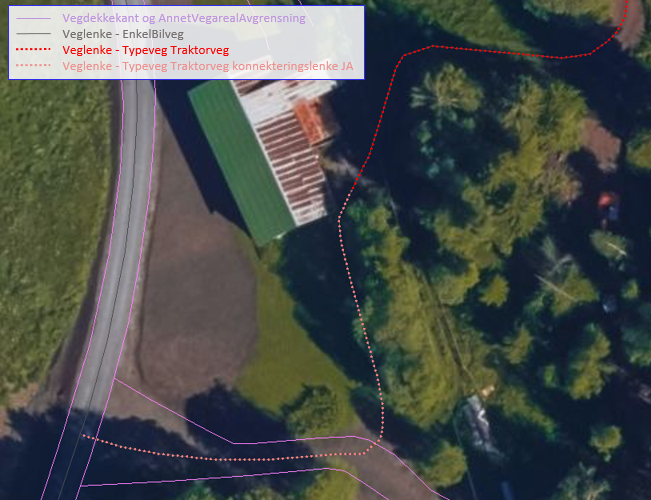 Vegdekkekant og AnnetVegarealAvgrensning
Veglenke - EnkelBilveg
Veglenke - Typeveg Traktorveg
Veglenke - Typeveg Traktorveg konnekteringslenke JA